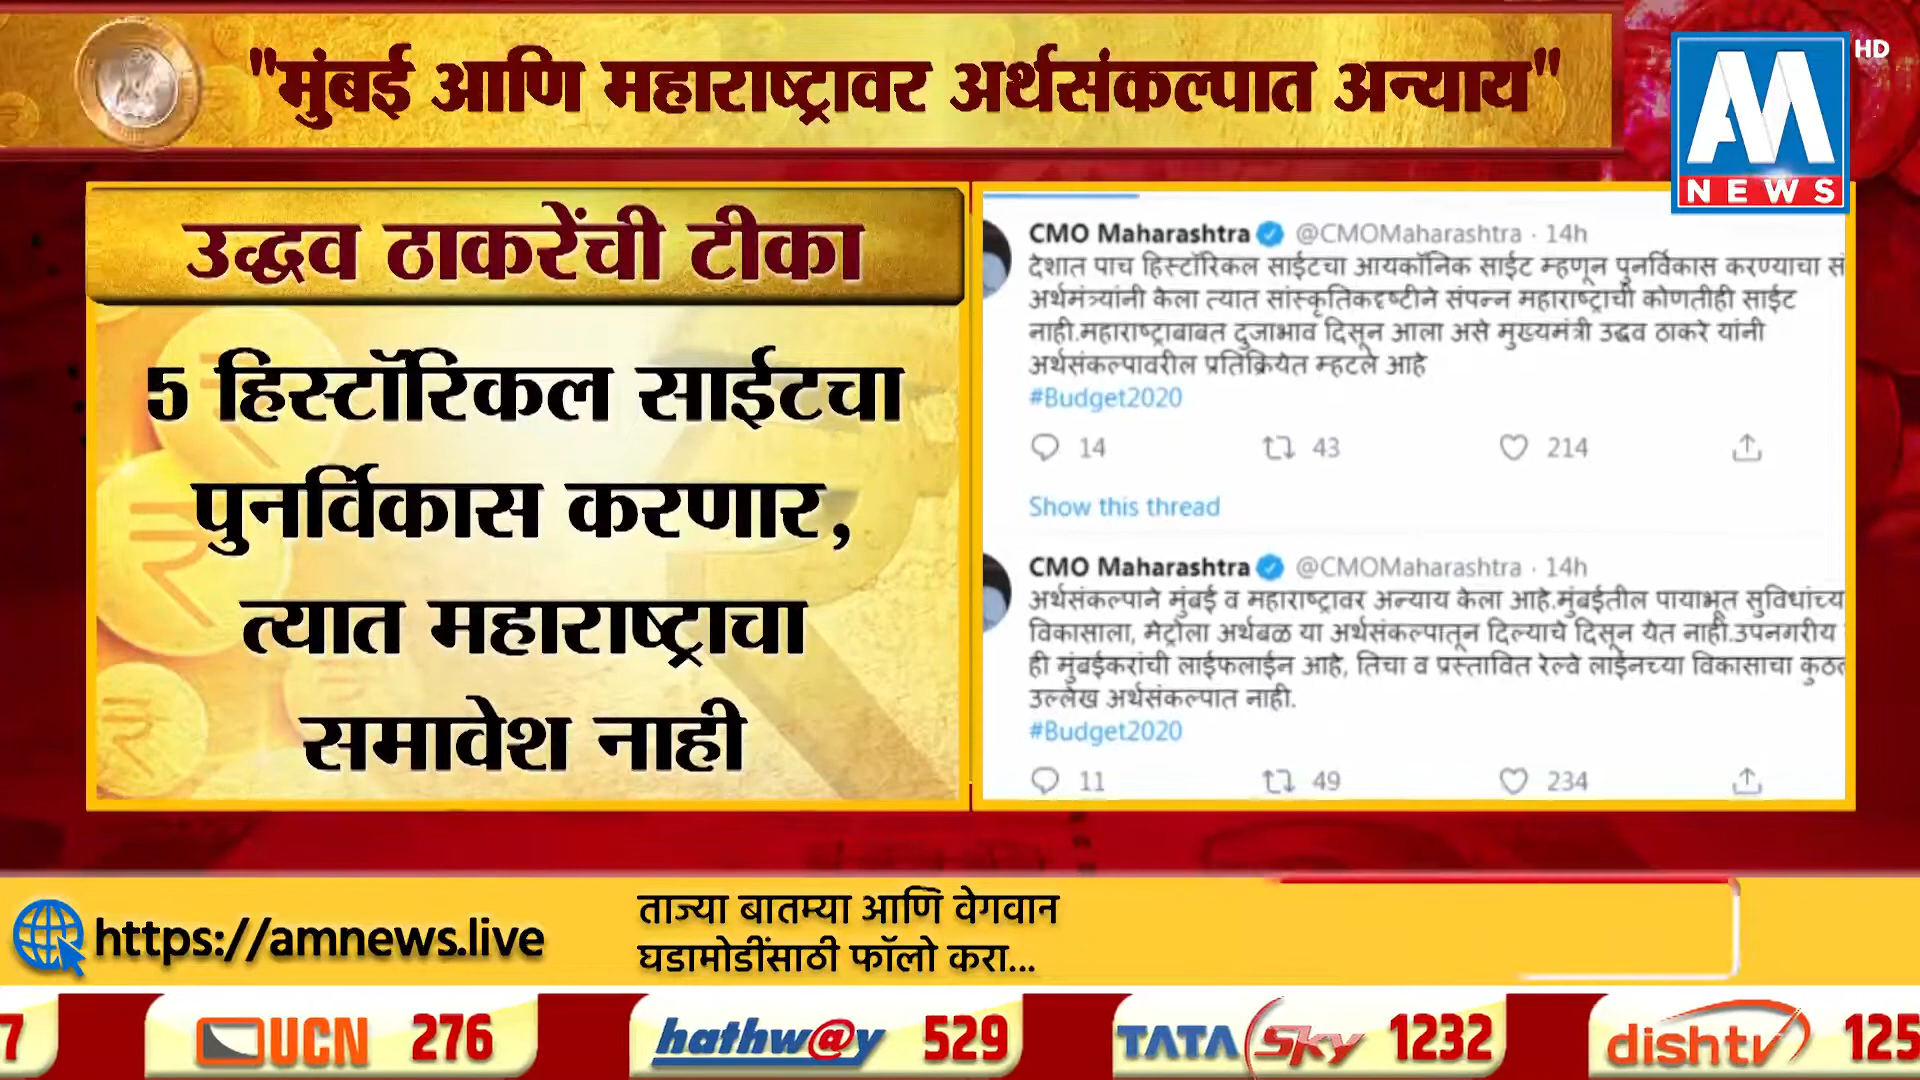 "मुंबई आणि महाराष्ट्रावर अर्थसंकल्पात अन्याय"
AM
NEWS
HD
उद्धव ठाकरेंची टीका
5 हिस्टॉरिकल साईटचा
पुनर्विकास करणार,
त्यात महाराष्ट्राचा
समावेश नाही
CMO Maharashtra @CMOMaharashtra · 14h
देशात पाच हिस्टॉरिकल साईटचा आयकॉनिक साईट म्हणून पुनर्विकास करण्याचा
अर्थमंत्र्यांनी केला त्यात सांस्कृतिकदृष्टीने संपन्न महाराष्ट्राची कोणतीही साईट
नाही.महाराष्ट्राबाबत दुजाभाव दिसून आला असे मुख्यमंत्री उद्धव ठाकरे यांनी
अर्थसंकल्पावरील प्रतिक्रियेत म्हटले आहे
#Budget2020
14 43 214
Show this thread
CMO Maharashtra @CMOMaharashtra · 14h
अर्थसंकल्पाने मुंबई व महाराष्ट्रावर अन्याय केला आहे.मुंबईतील पायाभूत सुविधांच्य
विकासाला, मेट्रोला अर्थबळ या अर्थसंकल्पातून दिल्याचे दिसून येत नाही.उपनगरीय
ही मुंबईकरांची लाईफलाईन आहे, तिचा व प्रस्तावित रेल्वे लाईनच्या विकासाचा
उल्लेख अर्थसंकल्पात नाही.
#Budget2020
11 49 234
https://amnews.live
ताज्या बातम्या आणि वेगवान
घडामोडींसाठी फॉलो करा...
7 UCN 276 hathw@y 529 TATA Sky 1232 dishtv 125